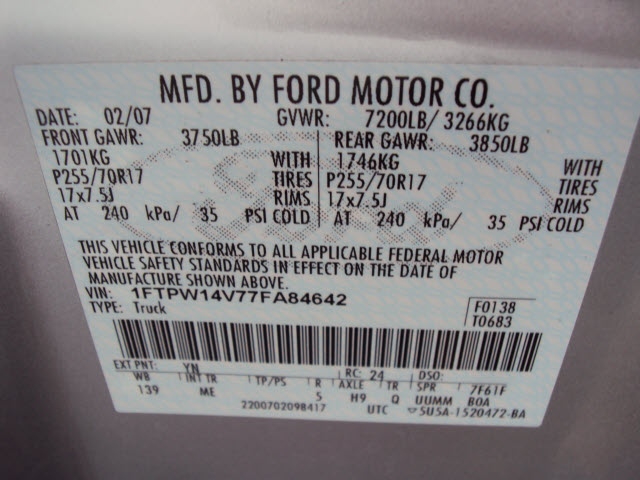 MFD. BY FORD MOTOR CO.
DATE: 02/07 GVWR: 7200LB/ 3266KG
FRONT GAWR: 3750LB REAR GAWR: 3850LB
1701KG WITH 1746KG WITH
P255/70R17 TIRES P255/70R17 TIRES
17x7.5J RIMS 17x7.5J RIMS
AT 240 kPa/ 35 PSI COLD AT 240 kPa/ 35 PSI COLD
THIS VEHICLE CONFORMS TO ALL APPLICABLE FEDERAL MOTOR
VEHICLE SAFETY STANDARDS IN EFFECT ON THE DATE OF
MANUFACTURE SHOWN ABOVE.
VIN: 1FTPW14V77FA84642 F0138
TYPE: Truck T0683
EXT PNT: YN RC: 24 DSO:
WB INT TR TP/PS R AXLE TR SPR 7F61F
139 ME 5 H9 Q UUMM BOA
2200702098417 UTC 5U5A-1520472-BA